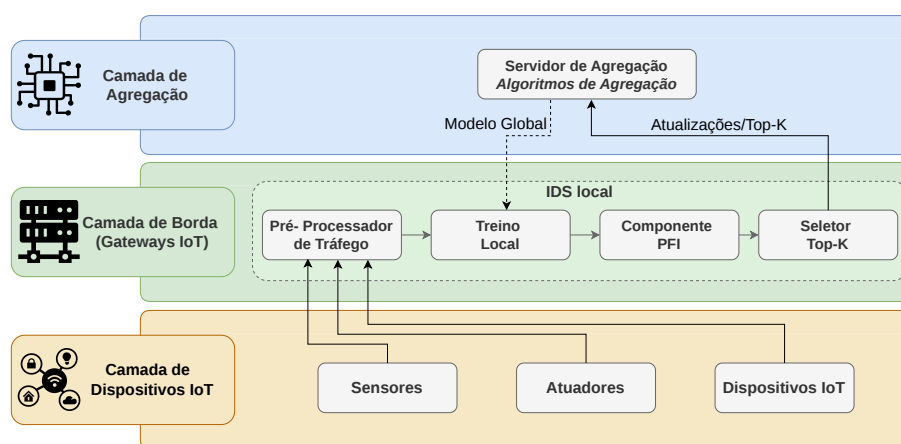 Camada de
Agregação
Servidor de Agregação
Algoritmos de Agregação
Modelo Global
Atualizações/Top-K
Camada de Borda
(Gateways IoT)
IDS local
Pré- Processador
de Tráfego
Treino
Local
Componente
PFI
Seletor
Top-K
Camada de
Dispositivos IoT
Sensores
Atuadores
Dispositivos IoT